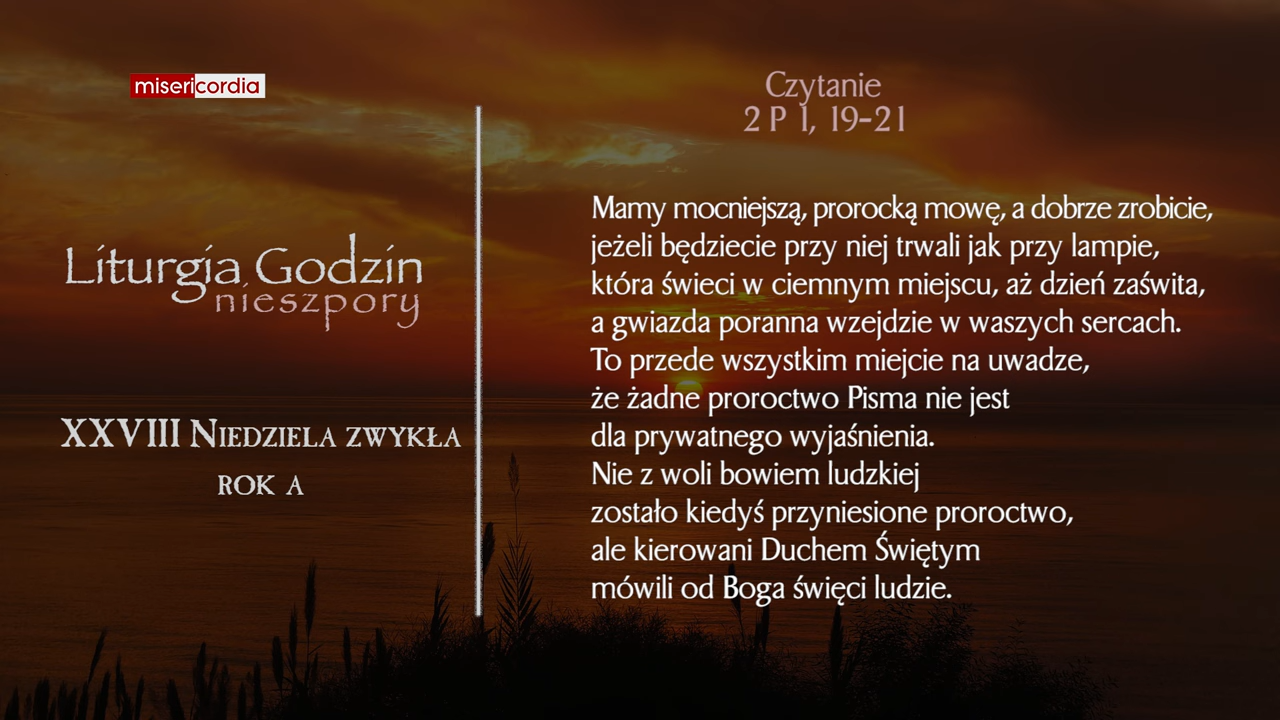 misericordia
Liturgia Godzin
nieszpory
XXVIII Niedziela zwykła
rok A
Czytanie
2 P 1, 19-21
Mamy mocniejszą, prorocką mowę, a dobrze zrobicie,
jeżeli będziecie przy niej trwali jak przy lampie,
która świeci w ciemnym miejscu, aż dzień zaświta,
a gwiazda poranna wzejdzie w waszych sercach.
To przede wszystkim miejcie na uwadze,
że żadne proroctwo Pisma nie jest
dla prywatnego wyjaśnienia.
Nie z woli bowiem ludzkiej
zostało kiedyś przyniesione proroctwo,
ale kierowani Duchem Świętym
mówili od Boga święci ludzie.